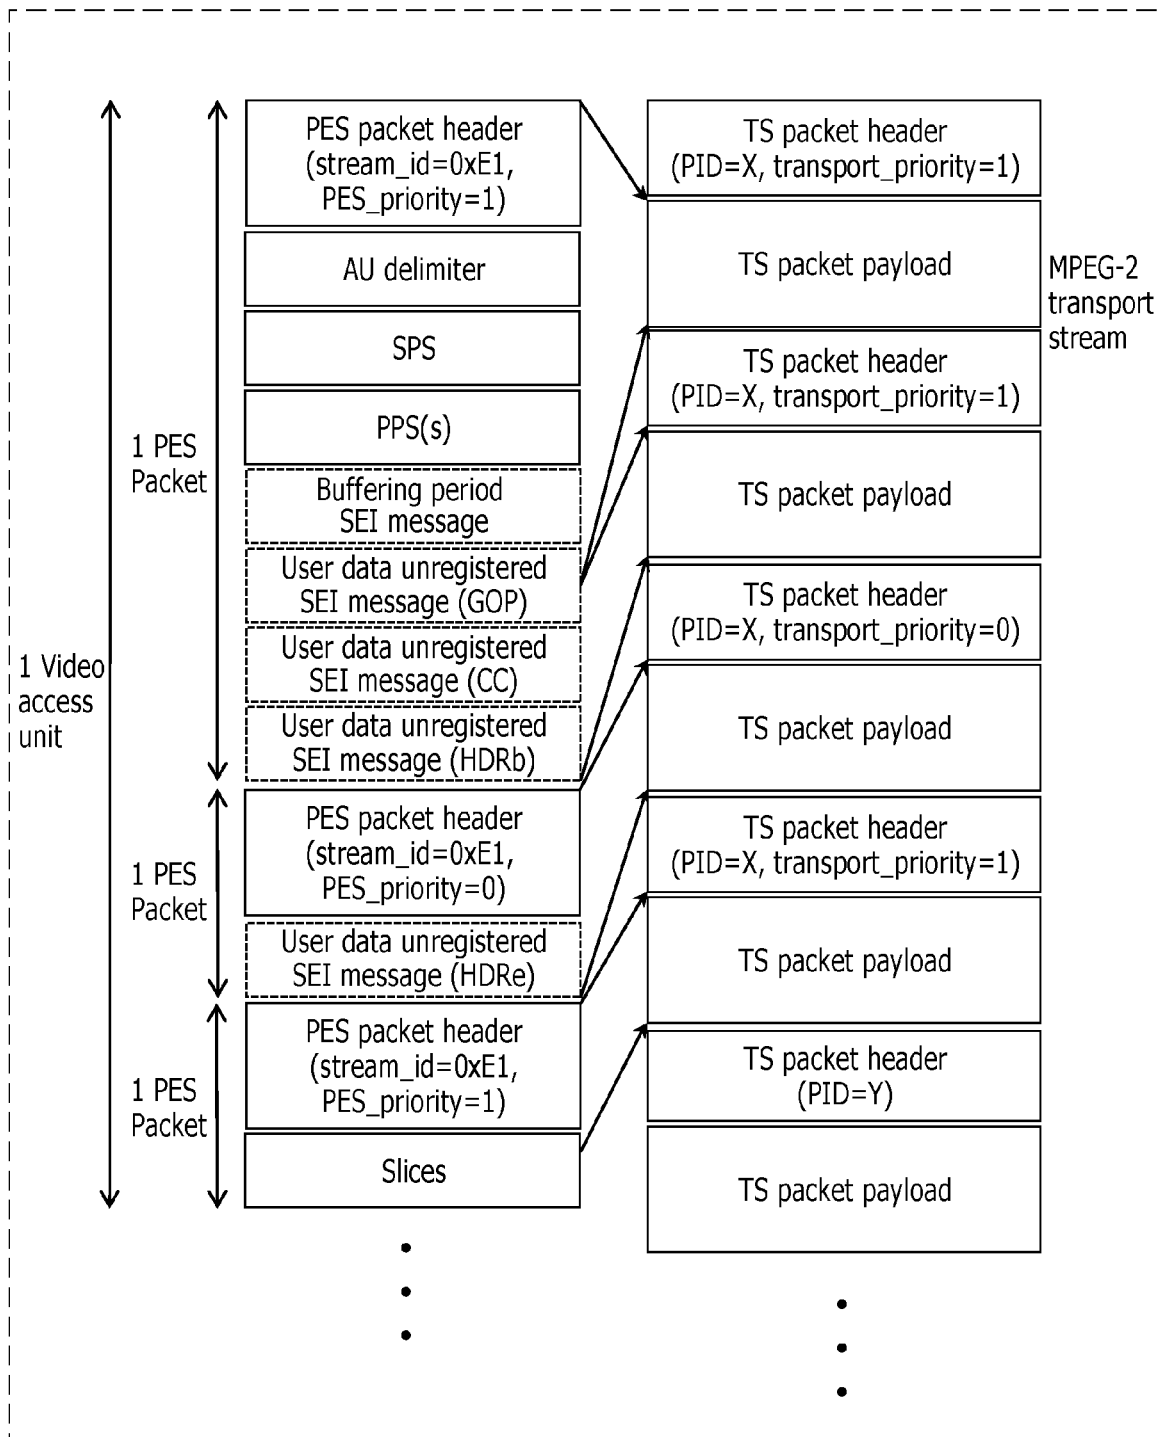 PES packet header
(stream_id=0xE1,
PES_priority=1)
AU delimiter
SPS
PPS(s)
Buffering period
SEI message
User data unregistered
SEI message (GOP)
User data unregistered
SEI message (CC)
User data unregistered
SEI message (HDRb)
PES packet header
(stream_id=0xE1,
PES_priority=0)
User data unregistered
SEI message (HDRe)
PES packet header
(stream_id=0xE1,
PES_priority=1)
Slices
1 Video
access
unit
1 PES
Packet
1 PES
Packet
1 PES
Packet
TS packet header
(PID=X, transport_priority=1)
TS packet payload
TS packet header
(PID=X, transport_priority=1)
TS packet payload
TS packet header
(PID=X, transport_priority=0)
TS packet payload
TS packet header
(PID=X, transport_priority=1)
TS packet payload
TS packet header
(PID=Y)
TS packet payload
MPEG-2
transport
stream